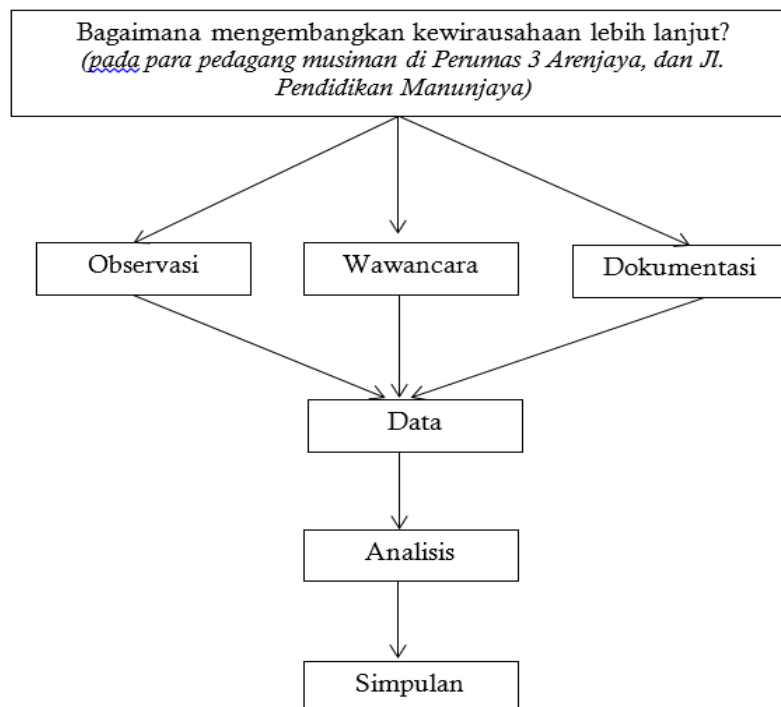 Bagaimana mengembangkan kewirausahaan lebih lanjut?
(pada para pedagang musiman di Perumas 3 Arenjaya, dan Jl.
Pendidikan Manunjaya)
Observasi
Wawancara
Dokumentasi
Data
Analisis
Simpulan